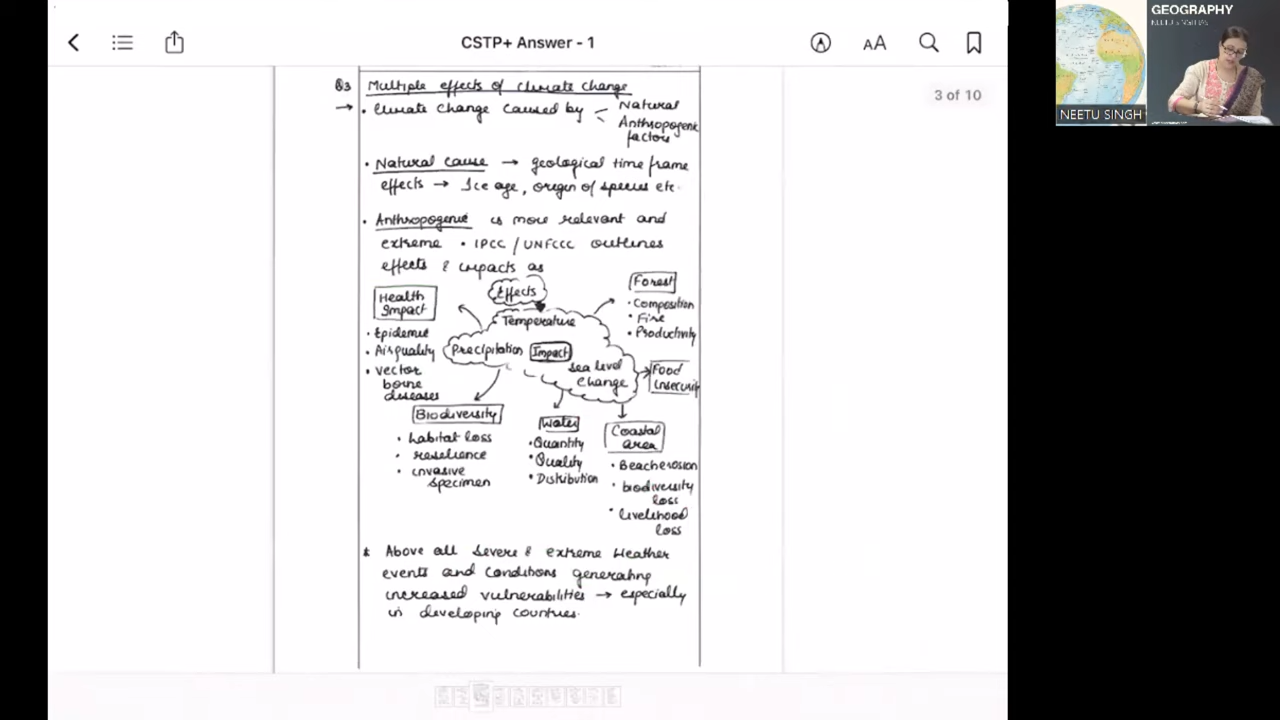 CSTP+ Answer - 1
3 of 10
GEOGRAPHY
NEETU SINGH
Q3 Multiple effects of climate change
→ • Climate Change caused by < Natural
Anthropogenic
factors
• Natural cause → geological time frame
effects → Ice age, origin of species etc.
• Anthropogenic is more relevant and
extreme • IPCC / UNFCCC outlines
effects & impacts as
Effects
Temperature
Precipitation
Impact
Sea level
Change
Health
Impact
• Epidemic
• Air quality
• vector
borne
diseases
Forest
• Composition
• Fire
• Productivity
Food
insecurity
Biodiversity
• habitat loss
• resilience
• invasive
specimen
Water
• Quantity
• Quality
• Distribution
Coastal
area
• Beach erosion
• biodiversity
loss
• livelihood
loss
* Above all severe & extreme weather
events and conditions generating
increased vulnerabilities → especially
in developing countries.